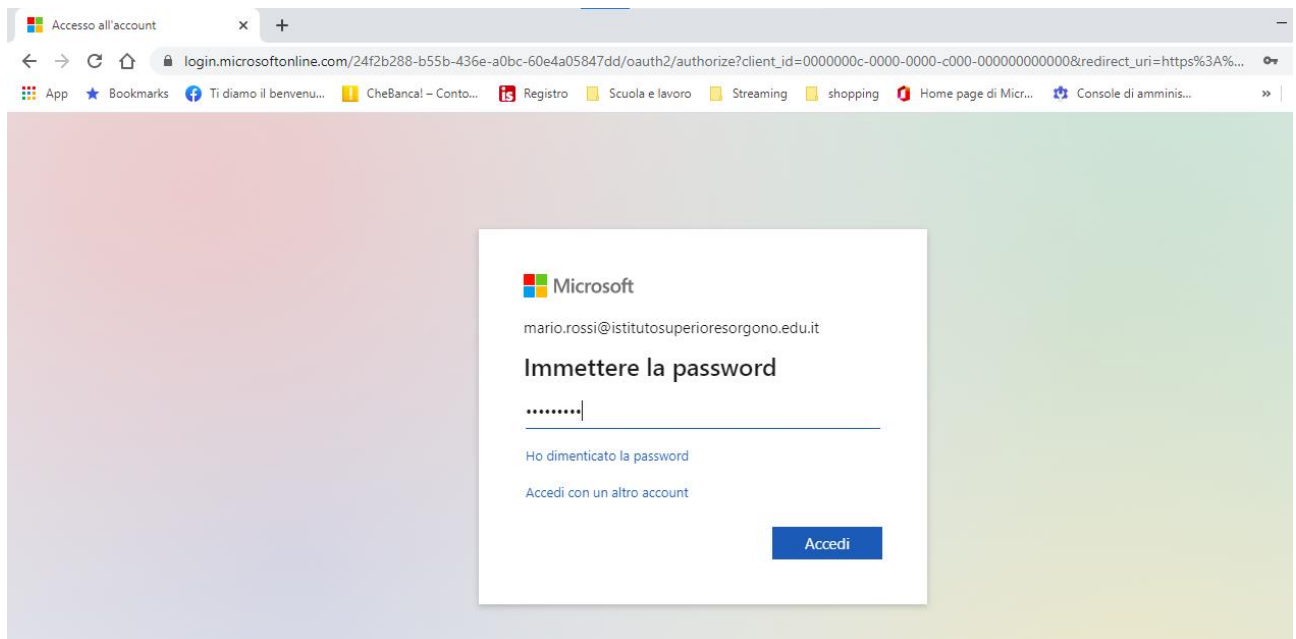 Accesso all'account
login.microsoftonline.com/24f2b288-b55b-436e-a0bc-60e4a05847dd/oauth2/authorize?client_id=0000000c-0000-0000-c000-000000000000&redirect_uri=https%3A%...
App Bookmarks Ti diamo il benvenu... CheBanca! – Conto... is Registro Scuola e lavoro Streaming shopping Home page di Micr... Console di amminis... »
Microsoft
mario.rossi@istitutosuperioresorgono.edu.it
Immettere la password
•••••••••
Ho dimenticato la password
Accedi con un altro account
Accedi